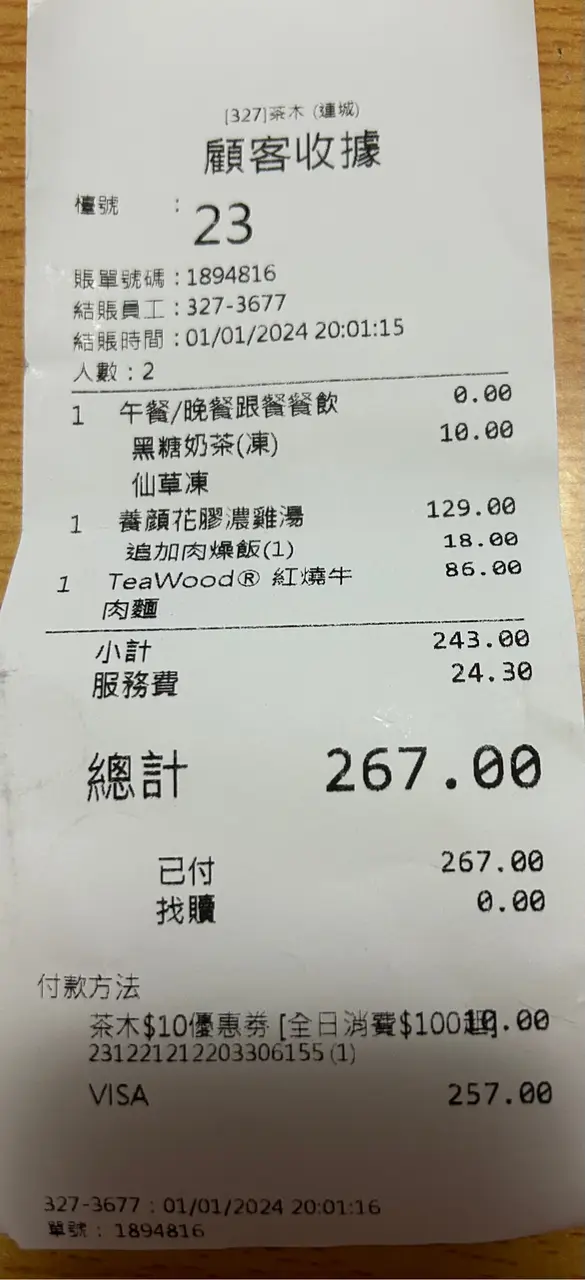 [327]茶木 (連城)
顧客收據
檯號 : 23
賬單號碼 : 1894816
結賬員工 : 327-3677
結賬時間 : 01/01/2024 20:01:15
人數 : 2
1 午餐/晚餐跟餐餐飲 0.00
黑糖奶茶(凍) 10.00
仙草凍
1 養顏花膠濃雞湯 129.00
追加肉燥飯(1) 18.00
1 TeaWood® 紅燒牛 86.00
肉麵
小計 243.00
服務費 24.30
總計 267.00
已付 267.00
找贖 0.00
付款方法
茶木$10優惠券 [全日消費$100起] 10.00
231221212203306155 (1)
VISA 257.00
327-3677 : 01/01/2024 20:01:16
單號 : 1894816